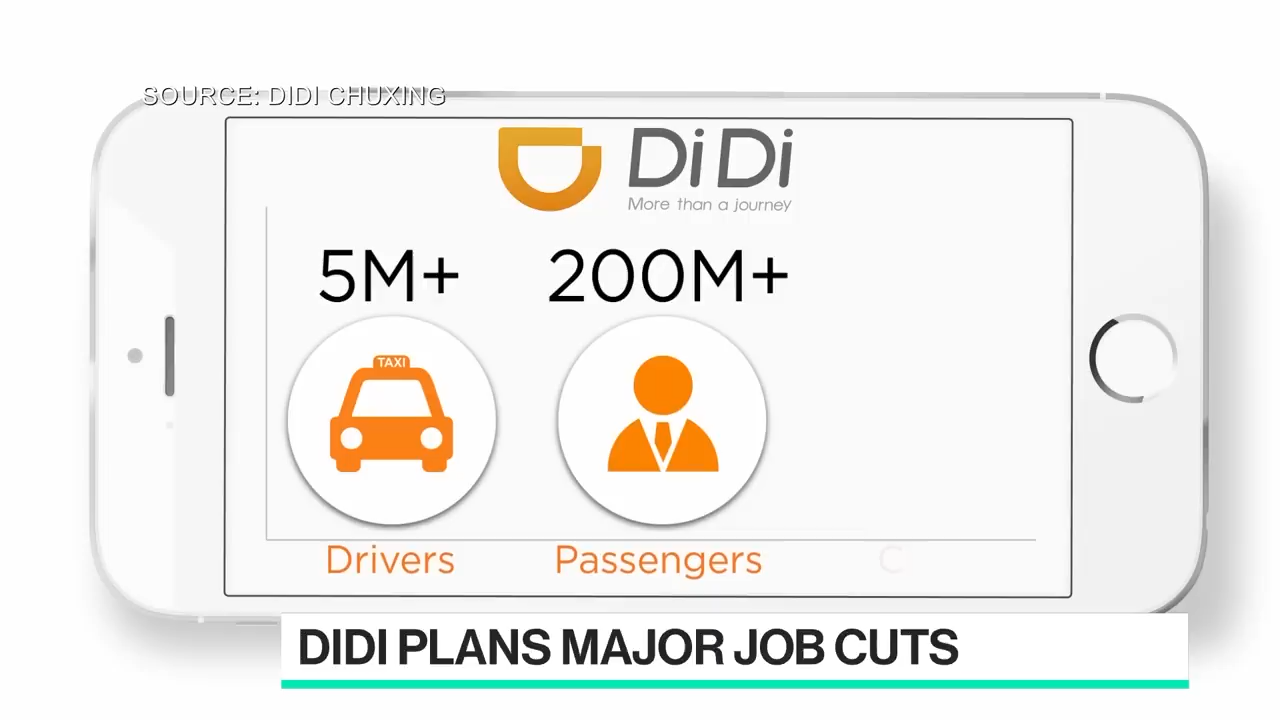 SOURCE: DIDI CHUXING
DiDi
More than a journey
5M+ 200M+
TAXI
Drivers Passengers C
DIDI PLANS MAJOR JOB CUTS